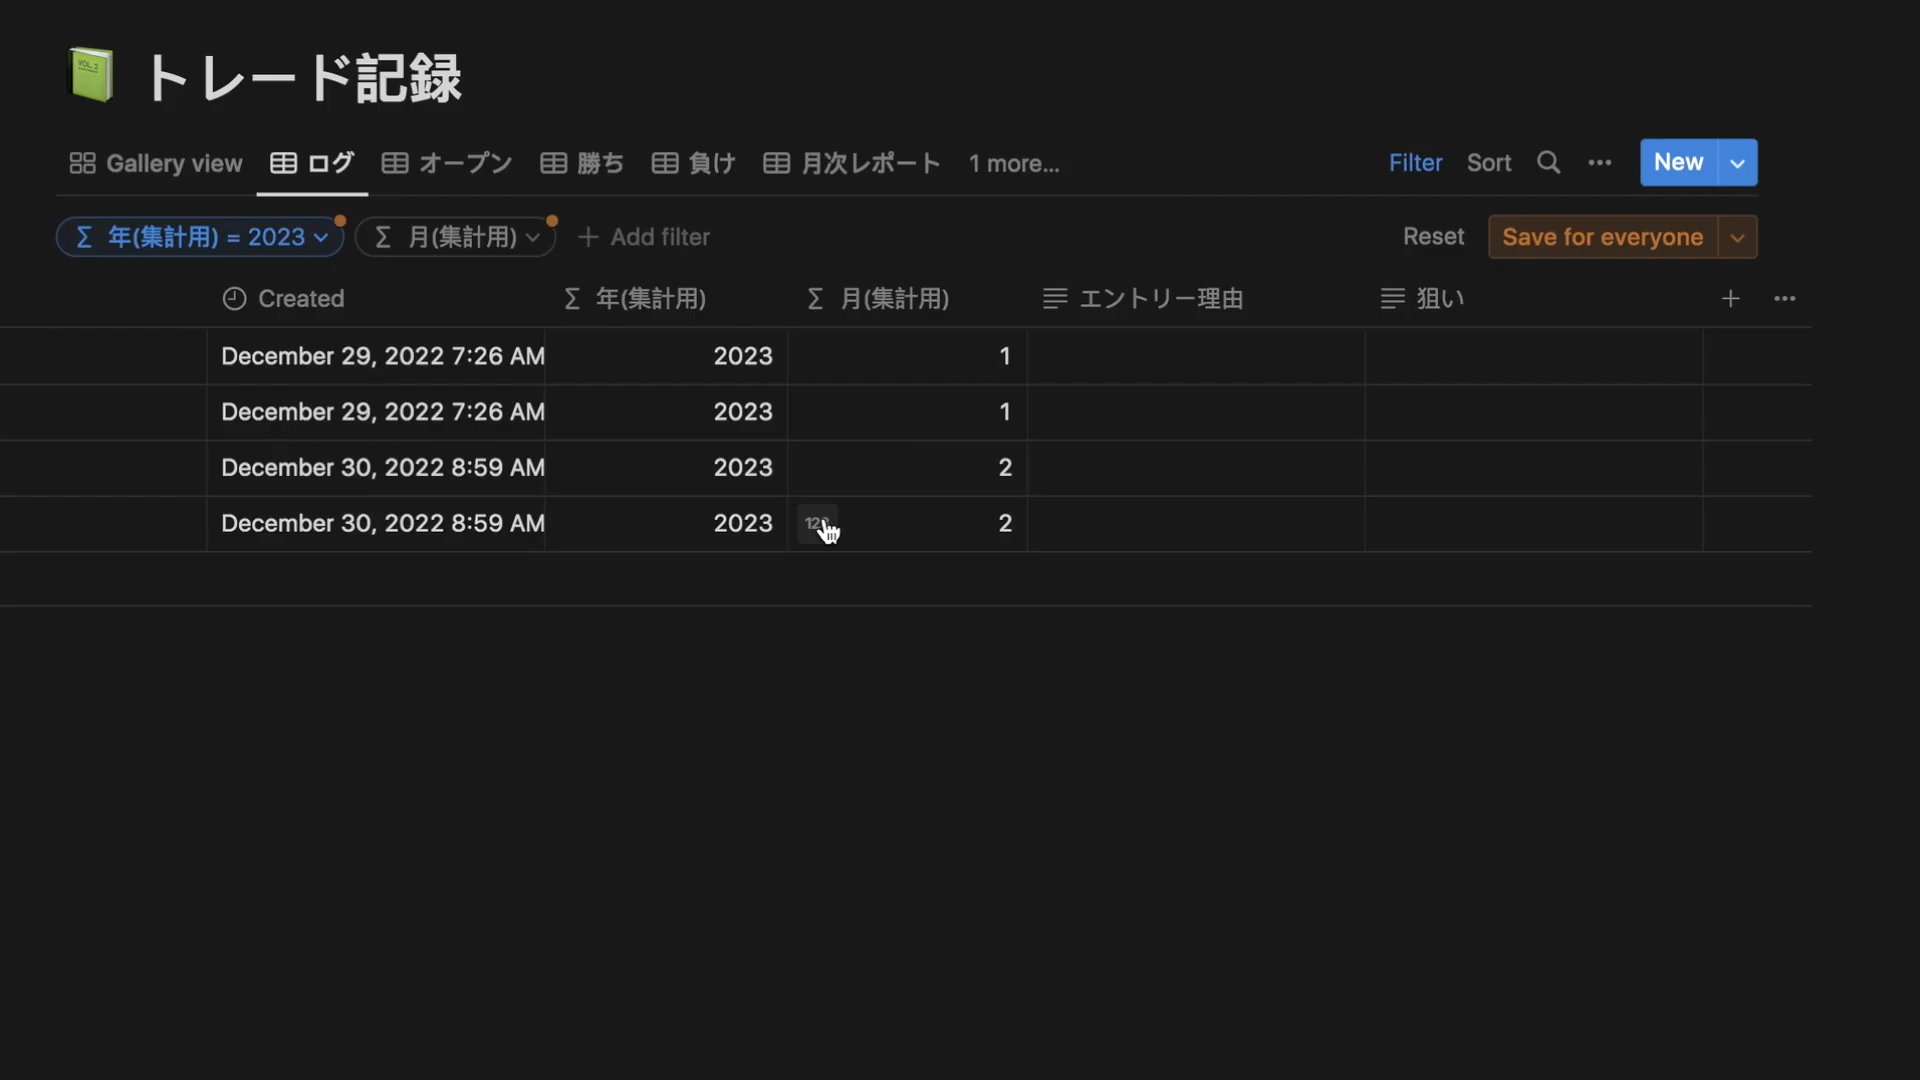 トレード記録
Gallery view ログ オープン 勝ち 負け 月次レポート 1 more... Filter Sort New
Σ 年(集計用) = 2023 Σ 月(集計用) + Add filter Reset Save for everyone
Created Σ 年(集計用) Σ 月(集計用) エントリー理由 狙い
December 29, 2022 7:26 AM 2023 1
December 29, 2022 7:26 AM 2023 1
December 30, 2022 8:59 AM 2023 2
December 30, 2022 8:59 AM 2023 2